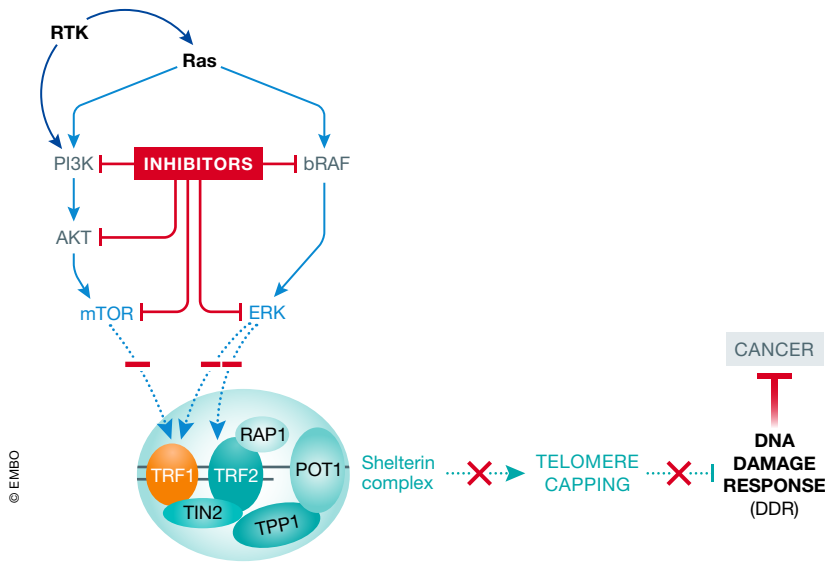 RTK
Ras
PI3K
INHIBITORS
bRAF
AKT
mTOR
ERK
CANCER
RAP1
TRF1
TRF2
POT1
TIN2
TPP1
Shelterin
complex
TELOMERE
CAPPING
DNA
DAMAGE
RESPONSE
(DDR)
© EMBO